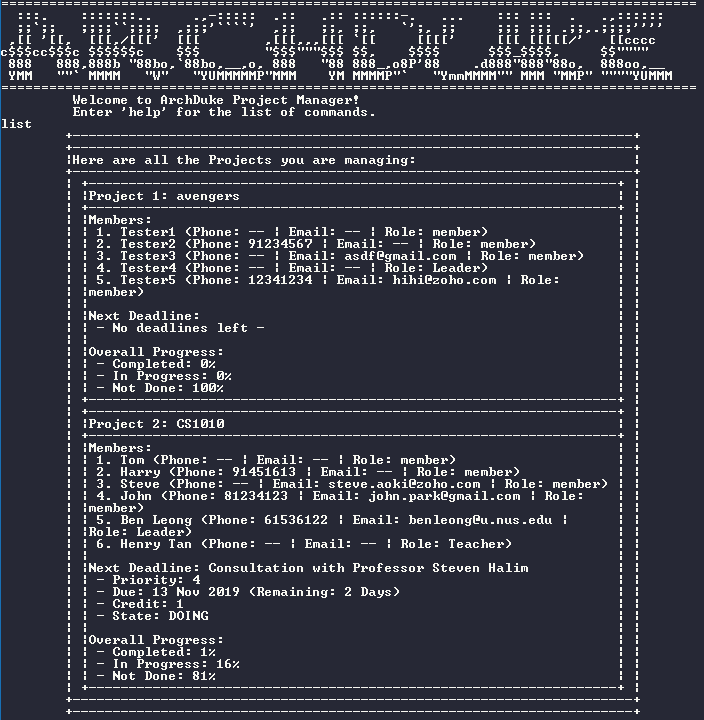 Welcome to ArchDuke Project Manager!
Enter 'help' for the list of commands.
list
Here are all the Projects you are managing:
Project 1: avengers
Members:
1. Tester1 (Phone: -- | Email: -- | Role: member)
2. Tester2 (Phone: 91234567 | Email: -- | Role: member)
3. Tester3 (Phone: -- | Email: asdf@gmail.com | Role: member)
4. Tester4 (Phone: -- | Email: -- | Role: Leader)
5. Tester5 (Phone: 12341234 | Email: hihi@zoho.com | Role:
member)
Next Deadline:
- No deadlines left -
Overall Progress:
- Completed: 0%
- In Progress: 0%
- Not Done: 100%
Project 2: CS1010
Members:
1. Tom (Phone: -- | Email: -- | Role: member)
2. Harry (Phone: 91451613 | Email: -- | Role: member)
3. Steve (Phone: -- | Email: steve.aoki@zoho.com | Role: member)
4. John (Phone: 81234123 | Email: john.park@gmail.com | Role:
member)
5. Ben Leong (Phone: 61536122 | Email: benleong@u.nus.edu |
Role: Leader)
6. Henry Tan (Phone: -- | Email: -- | Role: Teacher)
Next Deadline: Consultation with Professor Steven Halim
- Priority: 4
- Due: 13 Nov 2019 (Remaining: 2 Days)
- Credit: 1
- State: DOING
Overall Progress:
- Completed: 1%
- In Progress: 16%
- Not Done: 81%